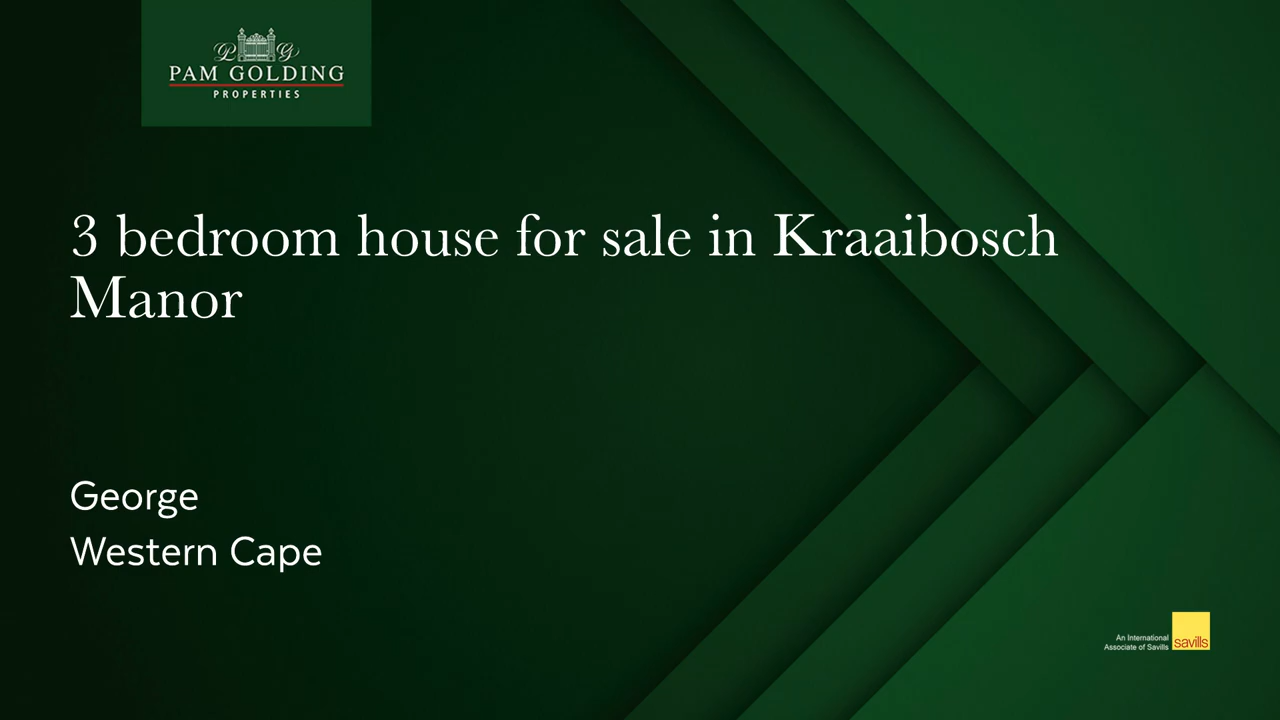 P G
PAM GOLDING
PROPERTIES
3 bedroom house for sale in Kraaibosch
Manor
George
Western Cape
An International
Associate of Savills
savills